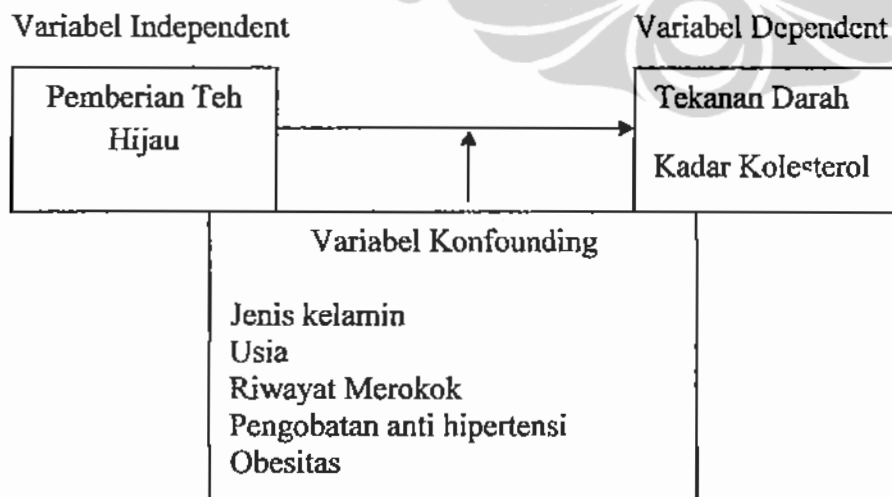 Variabel Independent
Variabel Dependent
Pemberian Teh
Hijau
Tekanan Darah
Kadar Kolesterol
Variabel Konfounding
Jenis kelamin
Usia
Riwayat Merokok
Pengobatan anti hipertensi
Obesitas